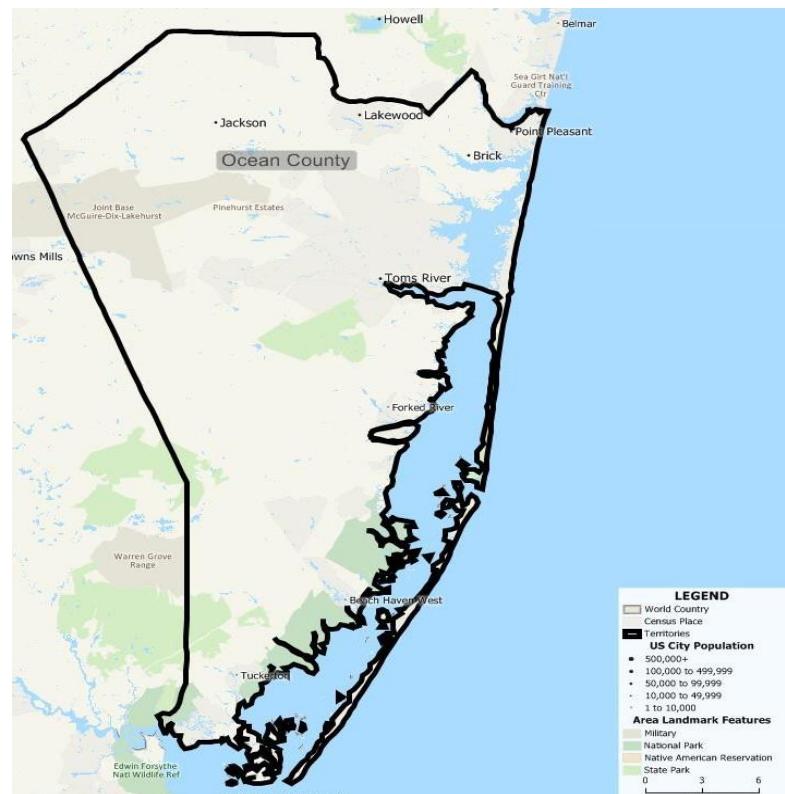 Howell
Belmar
Sea Girt Nat'l
Guard Training
Ctr
Jackson
Lakewood
Point Pleasant
Ocean County
Brick
Joint Base
McGuire-Dix-Lakehurst
Pinehurst Estates
wns Mills
Toms River
Forked River
Warren Grove
Range
Beach Haven West
Tuckerton
Edwin Forsythe
Natl Wildlife Ref
LEGEND
World Country
Census Place
Territories
US City Population
500,000+
100,000 to 499,999
50,000 to 99,999
10,000 to 49,999
1 to 10,000
Area Landmark Features
Military
National Park
Native American Reservation
State Park
0 3 6